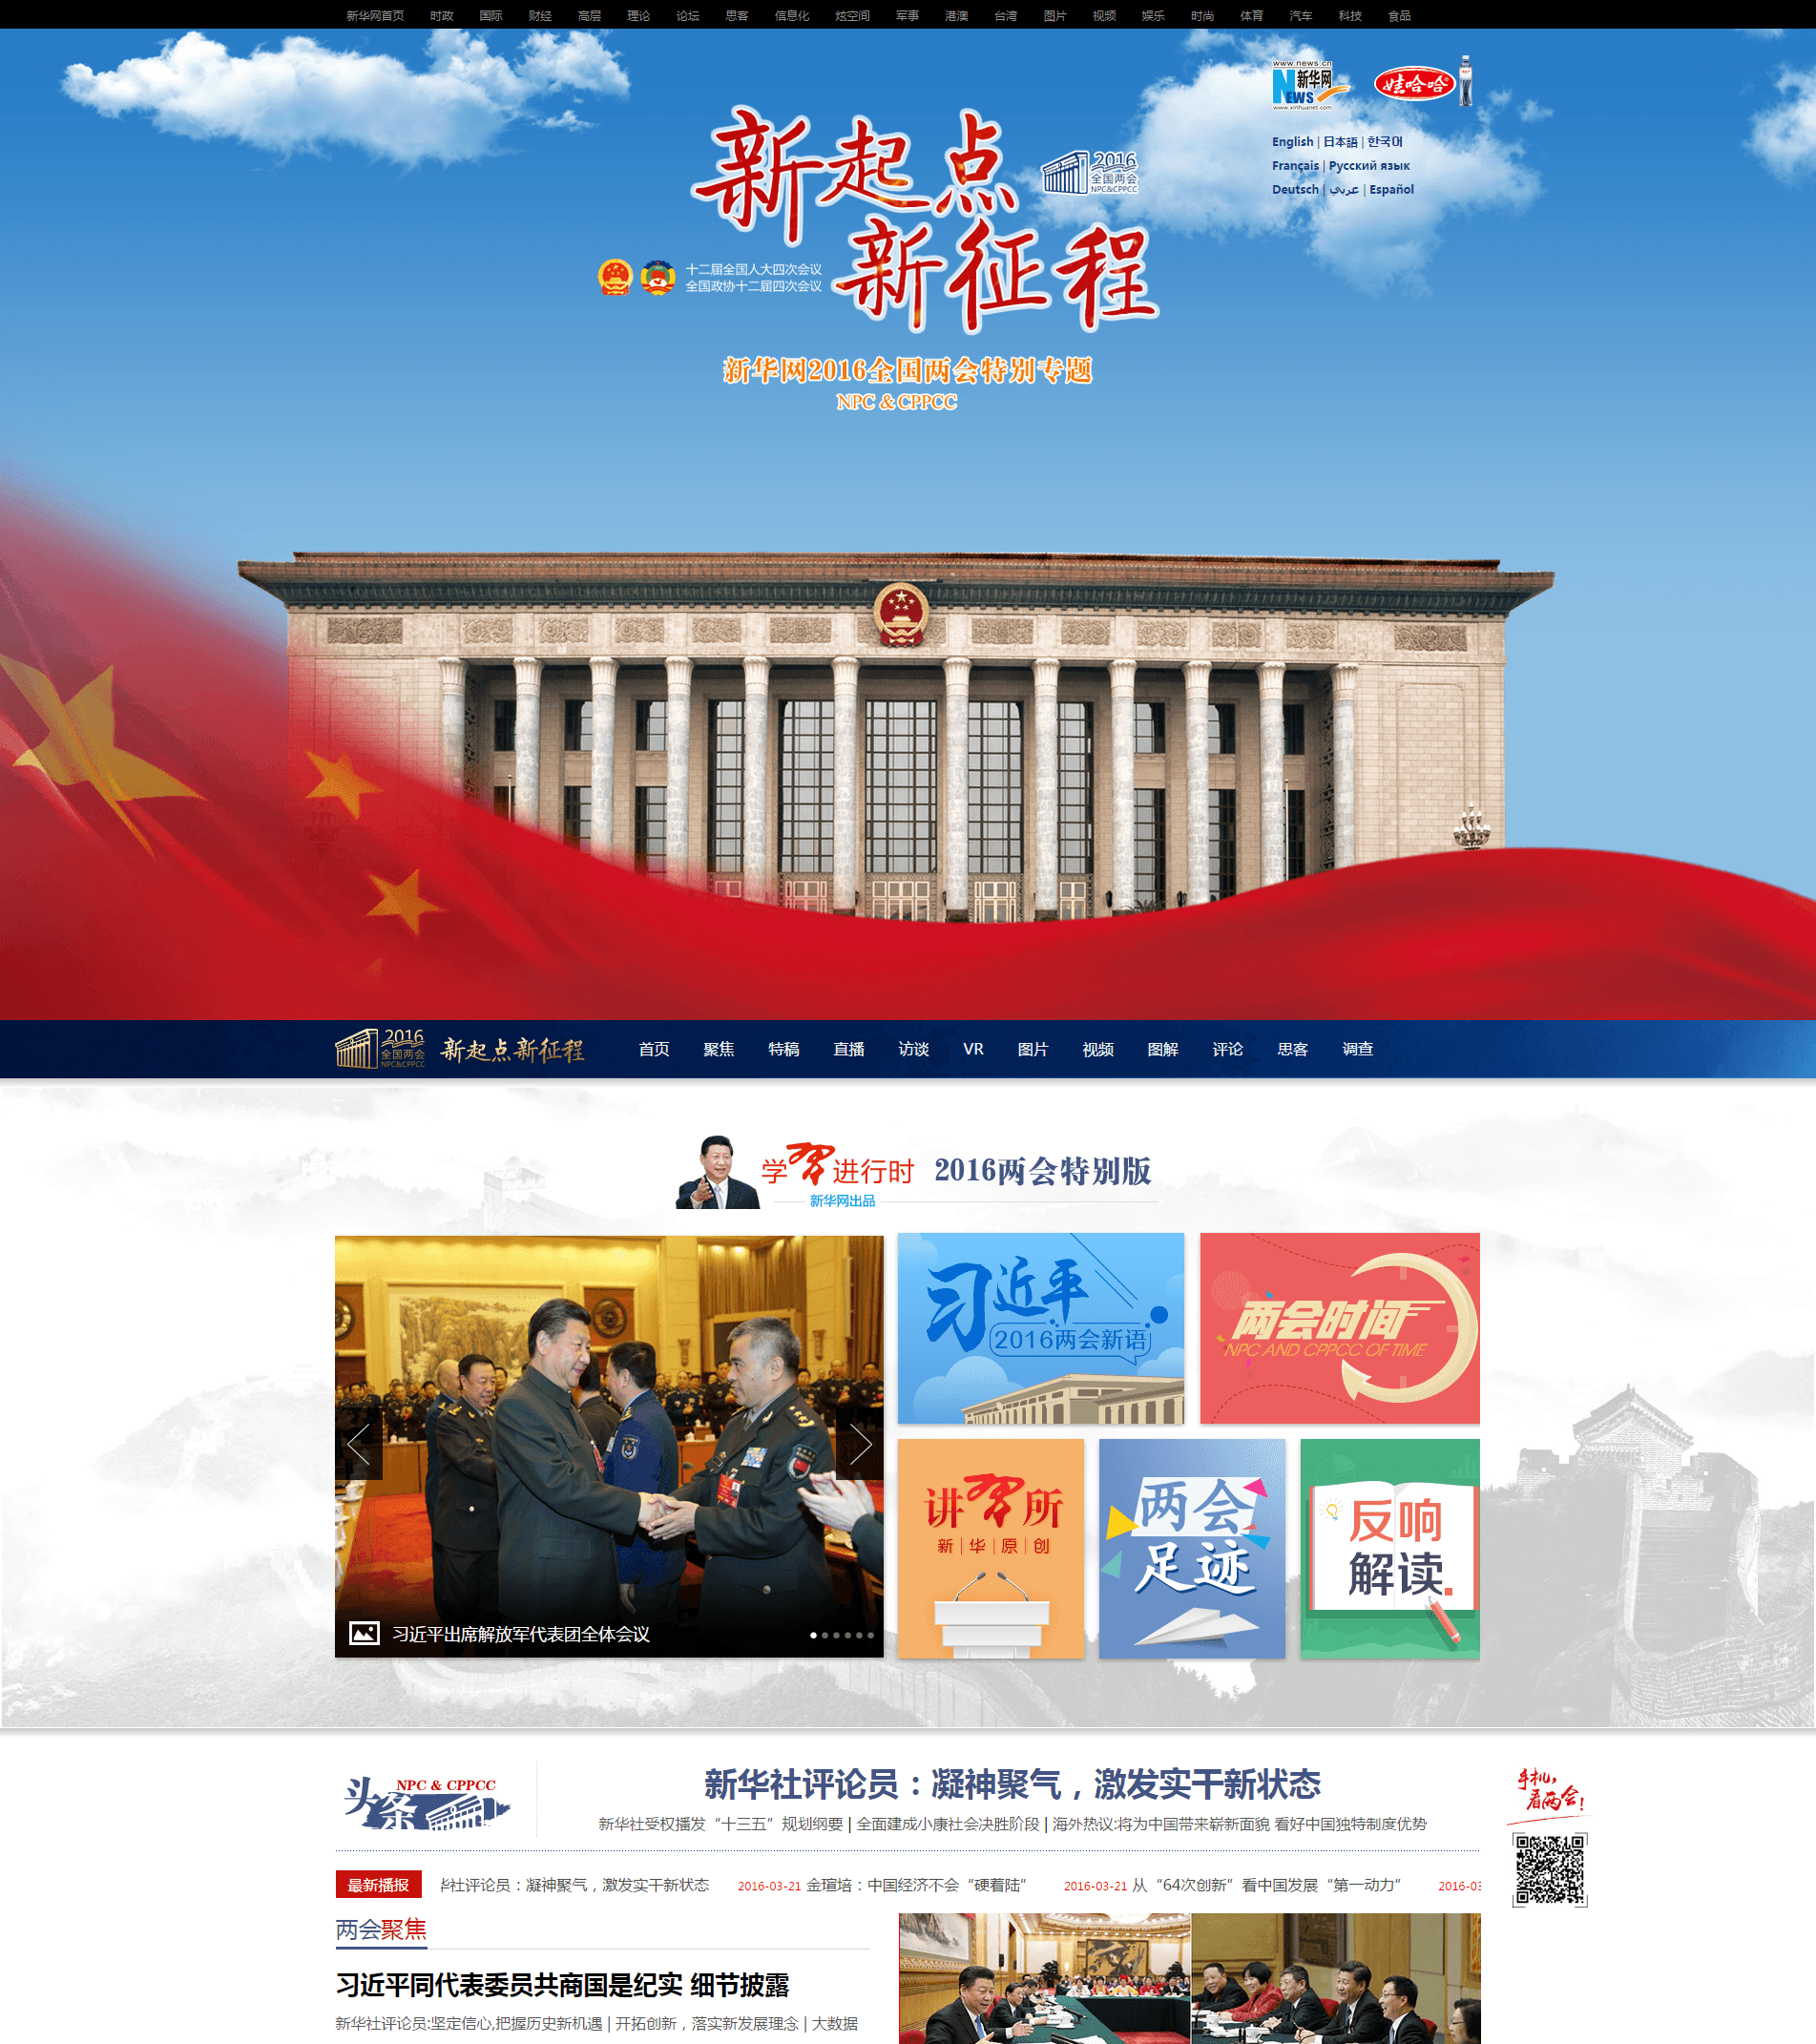 新华网首页 时政 国际 财经 高层 理论 论坛 思客 信息化 炫空间 军事 港澳 台湾 图片 视频 娱乐 时尚 体育 汽车 科技 食品
www.news.cn
新华网
NEWS
www.xinhuanet.com
娃哈哈
English | 日本語 | 한국어
Français | Русский язык
Deutsch | عربي | Español
新起点
2016
全国两会
NPC&CPPCC
新征程
十二届全国人大四次会议
全国政协十二届四次会议
新华网2016全国两会特别专题
NPC & CPPCC
2016
全国两会
NPC&CPPCC
新起点新征程
首页 聚焦 特稿 直播 访谈 VR 图片 视频 图解 评论 思客 调查
学习进行时 2016两会特别版
新华网出品
习近平
2016两会新语
两会时间
NPC AND CPPCC OF TIME
讲习所
新|华|原|创
两会
足迹
反响
解读
习近平出席解放军代表团全体会议
头条
NPC & CPPCC
新华社评论员：凝神聚气，激发实干新状态
新华社受权播发“十三五”规划纲要 | 全面建成小康社会决胜阶段 | 海外热议:将为中国带来崭新面貌 看好中国独特制度优势
手机,
看两会!
最新播报
社评论员：凝神聚气，激发实干新状态 2016-03-21 金瑄培：中国经济不会“硬着陆” 2016-03-21 从“64次创新”看中国发展“第一动力” 2016-03
两会聚焦
习近平同代表委员共商国是纪实 细节披露
新华社评论员:坚定信心,把握历史新机遇 | 开拓创新，落实新发展理念 | 大数据